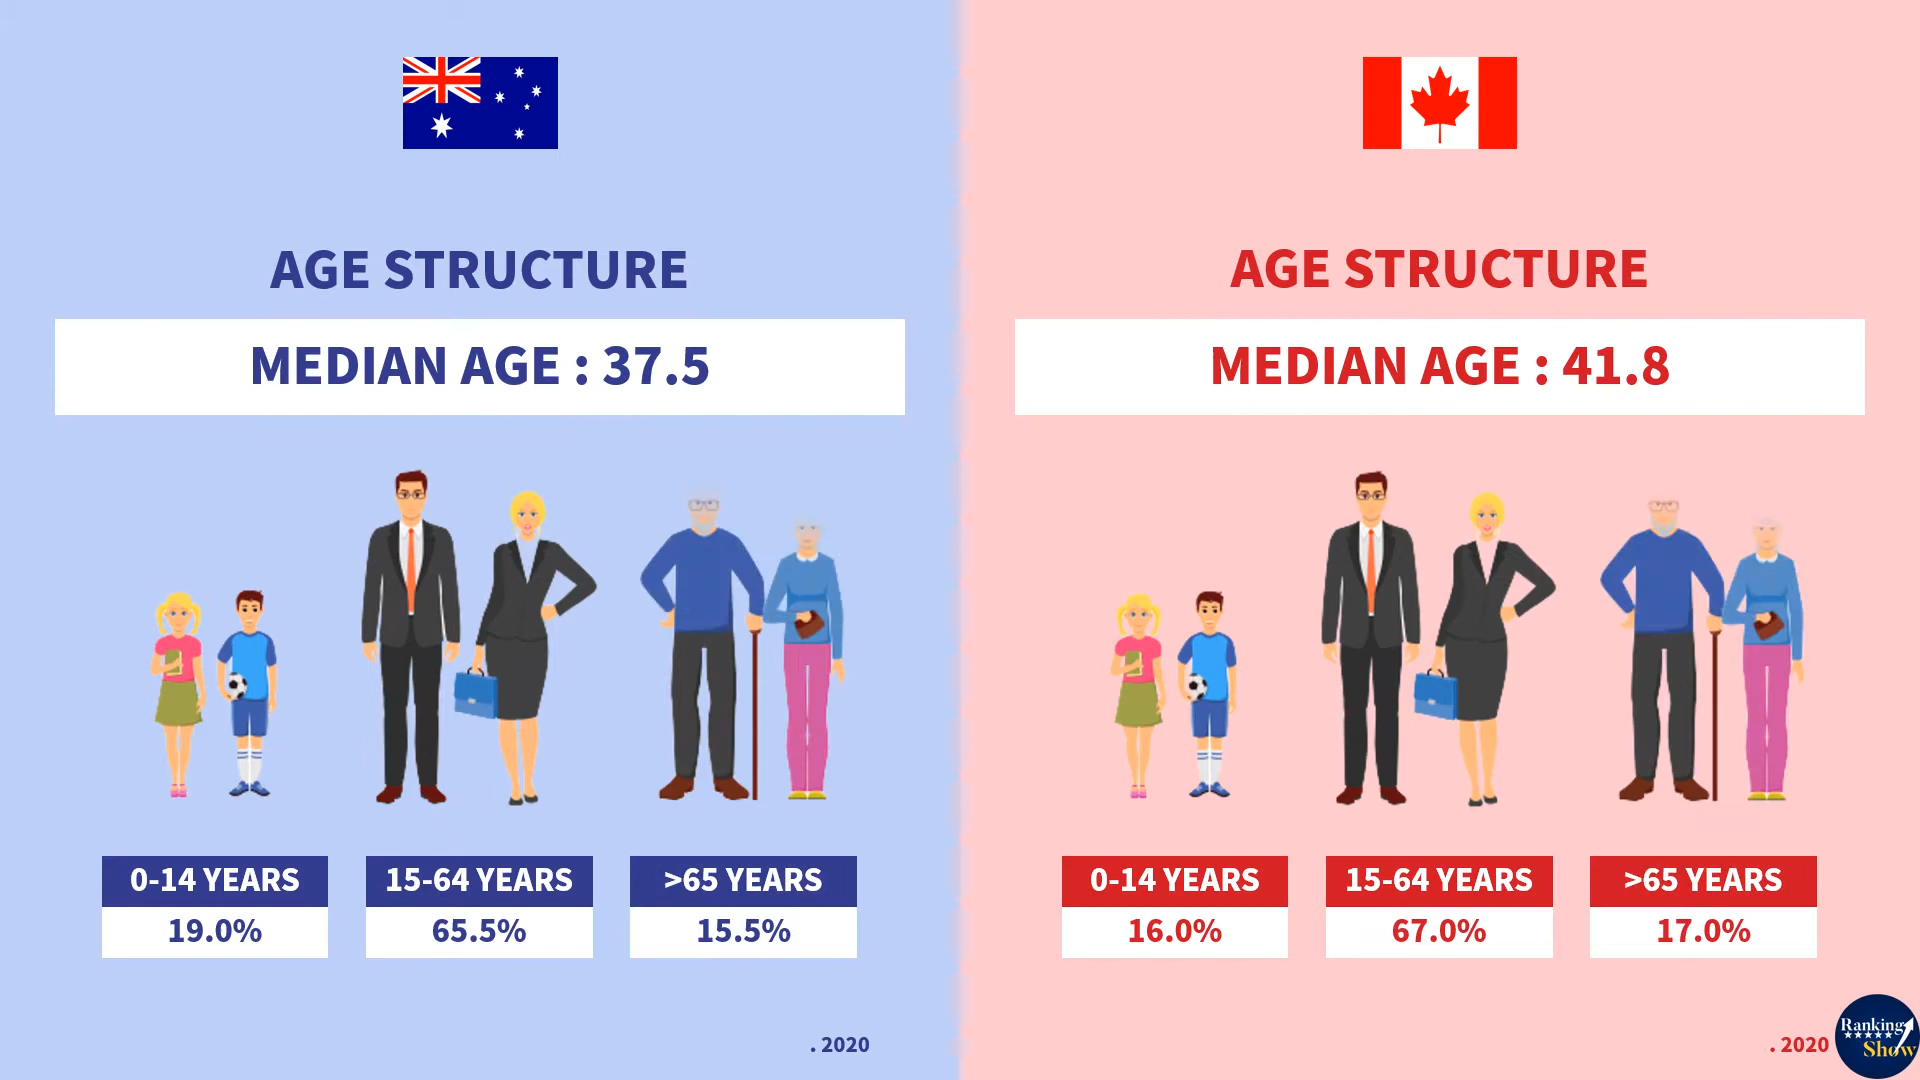 AGE STRUCTURE
MEDIAN AGE : 37.5
0-14 YEARS
19.0%
15-64 YEARS
65.5%
>65 YEARS
15.5%
. 2020
AGE STRUCTURE
MEDIAN AGE : 41.8
0-14 YEARS
16.0%
15-64 YEARS
67.0%
>65 YEARS
17.0%
. 2020
Ranking
Show